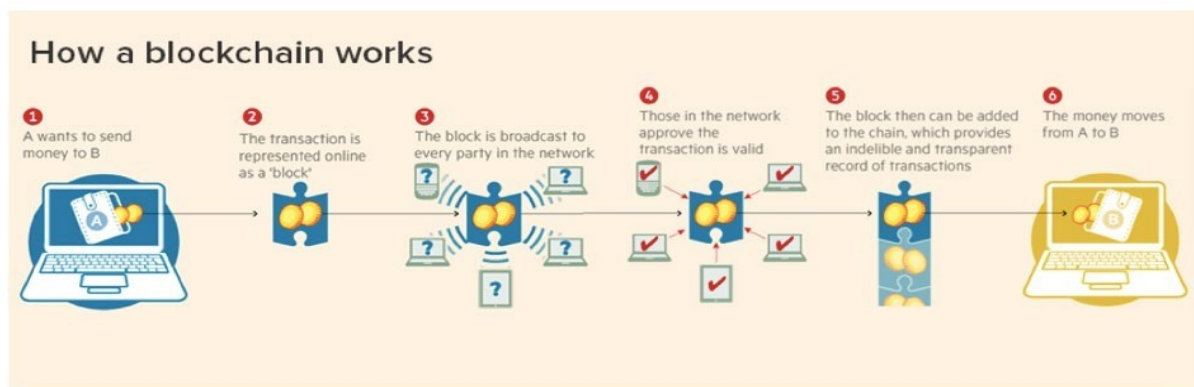 How a blockchain works
1
A wants to send
money to B
2
The transaction is
represented online
as a 'block'
3
The block is broadcast to
every party in the network
4
Those in the network
approve the
transaction is valid
5
The block then can be added
to the chain, which provides
an indelible and transparent
record of transactions
6
The money moves
from A to B
A
?
?
?
?
?
B